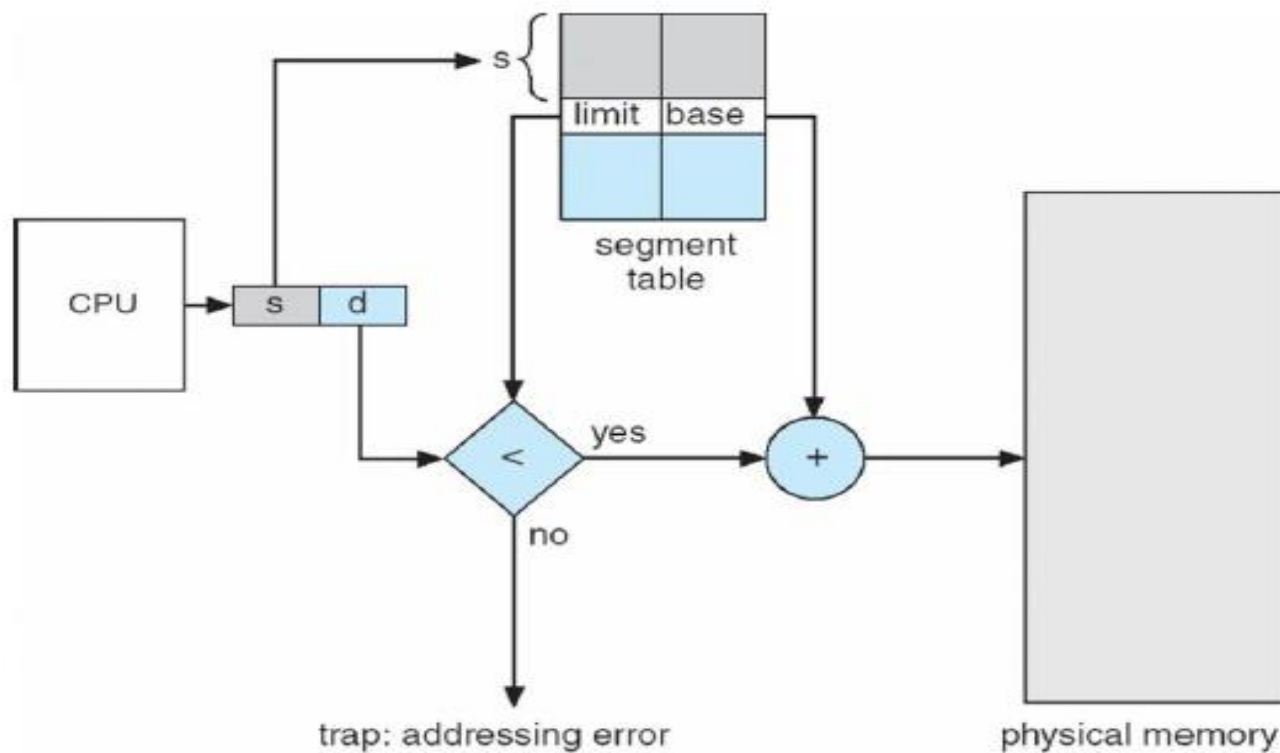 s
limit base
segment
table
CPU
s d
<
yes
+
no
trap: addressing error
physical memory